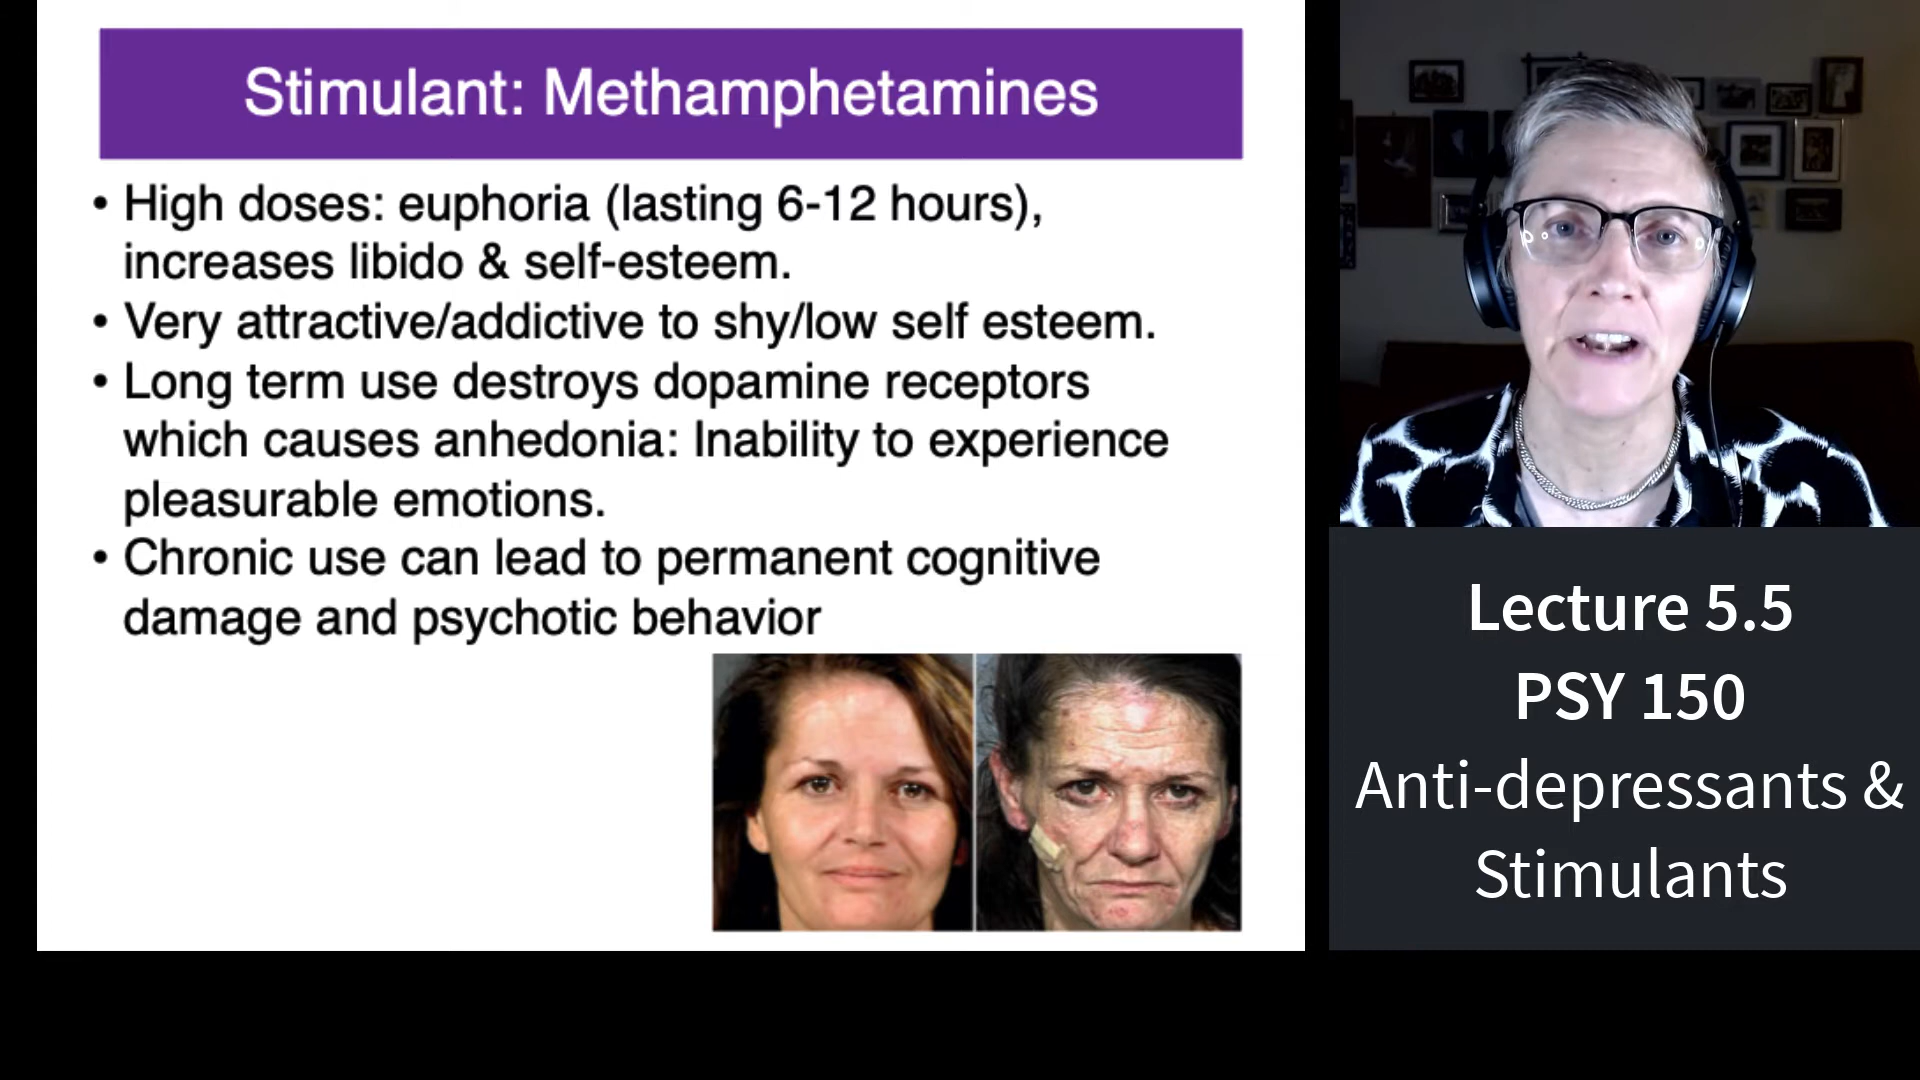 Stimulant: Methamphetamines
• High doses: euphoria (lasting 6-12 hours),
increases libido & self-esteem.
• Very attractive/addictive to shy/low self esteem.
• Long term use destroys dopamine receptors
which causes anhedonia: Inability to experience
pleasurable emotions.
• Chronic use can lead to permanent cognitive
damage and psychotic behavior
Lecture 5.5
PSY 150
Anti-depressants &
Stimulants